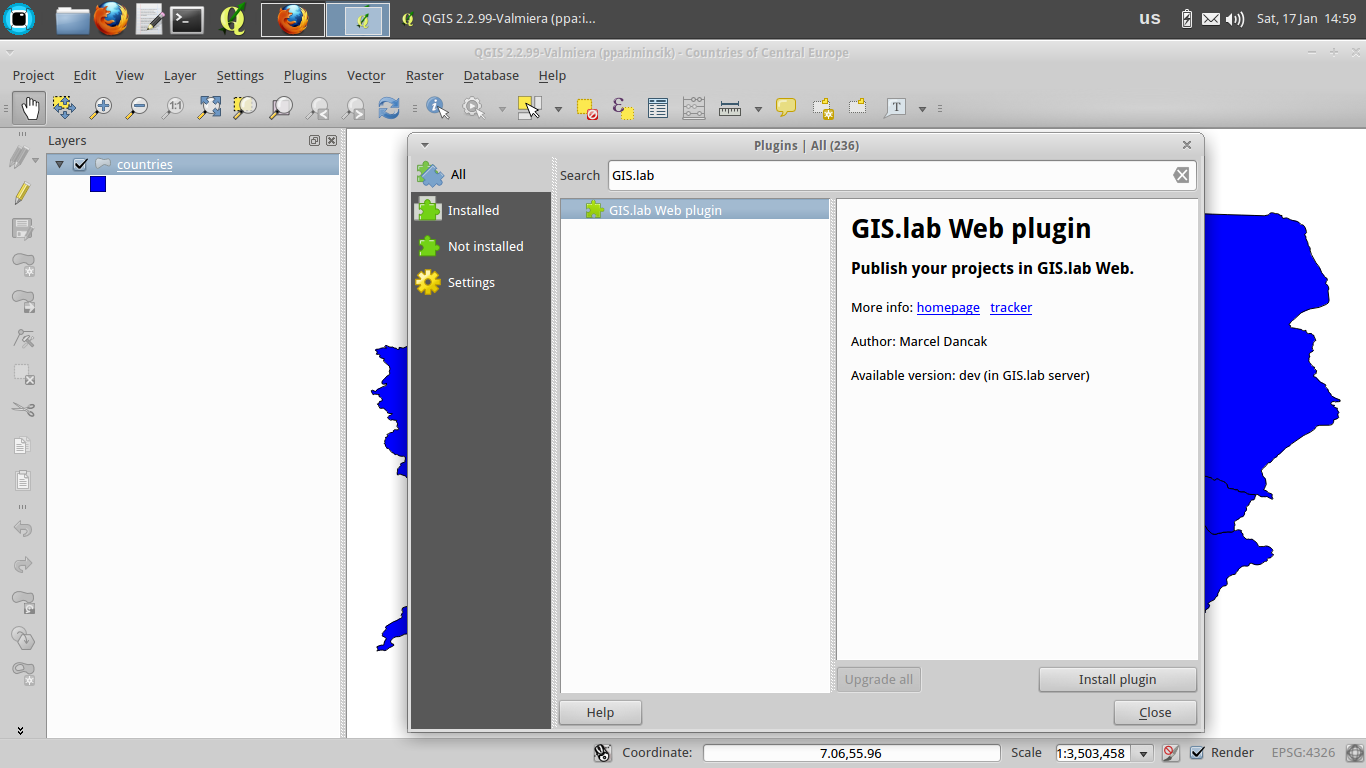 QGIS 2.2.99-Valmiera (ppa:i...
us
Sat, 17 Jan 14:59
QGIS 2.2.99-Valmiera (ppa:imincik) - Countries of Central Europe
Project Edit View Layer Settings Plugins Vector Raster Database Help
1:1
T
Layers
countries
Plugins | All (236)
All
Installed
Not installed
Settings
Search GIS.lab
GIS.lab Web plugin
GIS.lab Web plugin
Publish your projects in GIS.lab Web.
More info: homepage tracker
Author: Marcel Dancak
Available version: dev (in GIS.lab server)
Upgrade all
Install plugin
Help
Close
Coordinate: 7.06,55.96 Scale 1:3,503,458 Render EPSG:4326